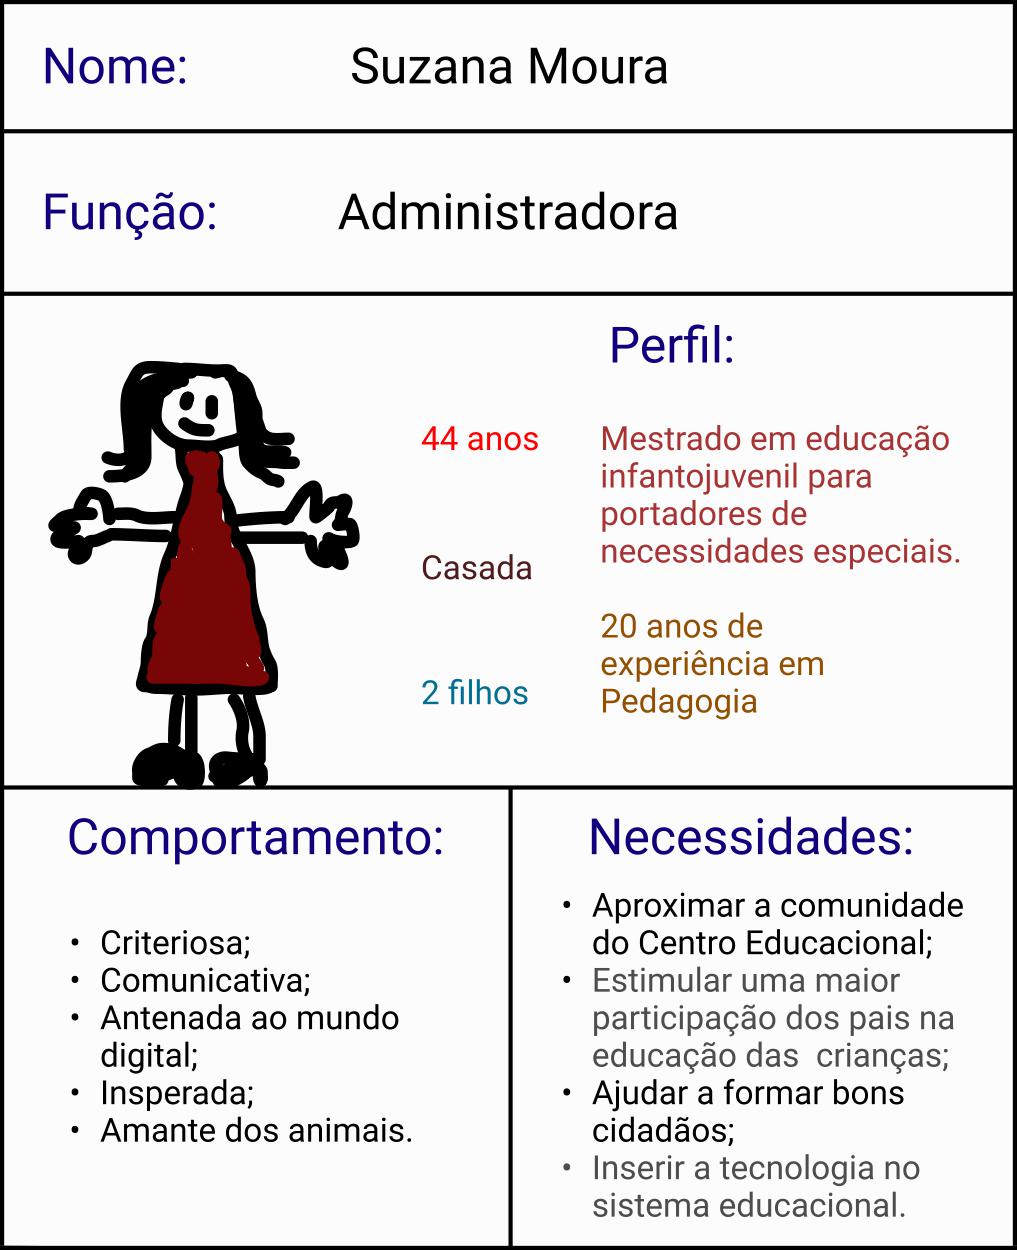 Nome: Suzana Moura
Função: Administradora
Perfil:
44 anos
Casada
2 filhos
Mestrado em educação
infantojuvenil para
portadores de
necessidades especiais.
20 anos de
experiência em
Pedagogia
Comportamento:
• Criteriosa;
• Comunicativa;
• Antenada ao mundo
digital;
• Insperada;
• Amante dos animais.
Necessidades:
• Aproximar a comunidade
do Centro Educacional;
• Estimular uma maior
participação dos pais na
educação das  crianças;
• Ajudar a formar bons
cidadãos;
• Inserir a tecnologia no
sistema educacional.